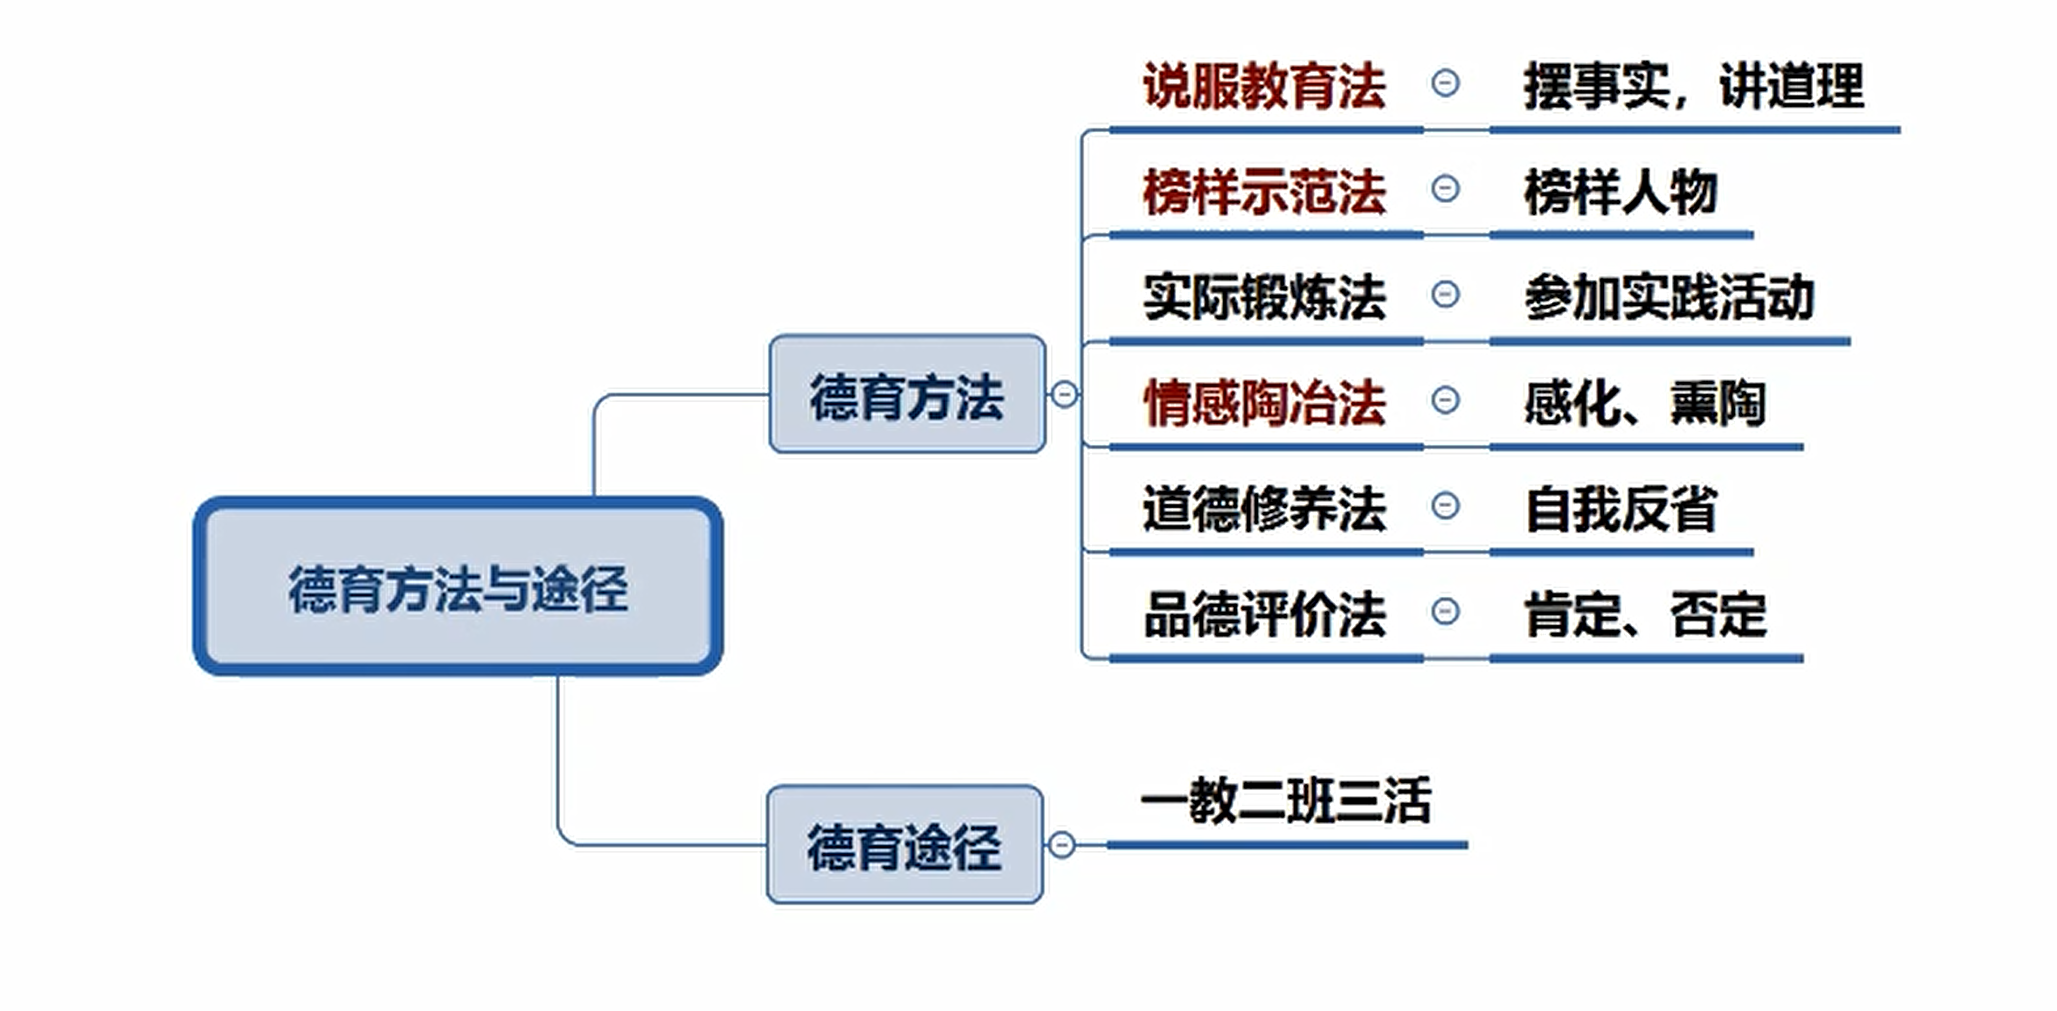 说服教育法
摆事实，讲道理
榜样示范法
榜样人物
实际锻炼法
参加实践活动
德育方法
情感陶冶法
感化、熏陶
道德修养法
自我反省
德育方法与途径
品德评价法
肯定、否定
一教二班三活
德育途径